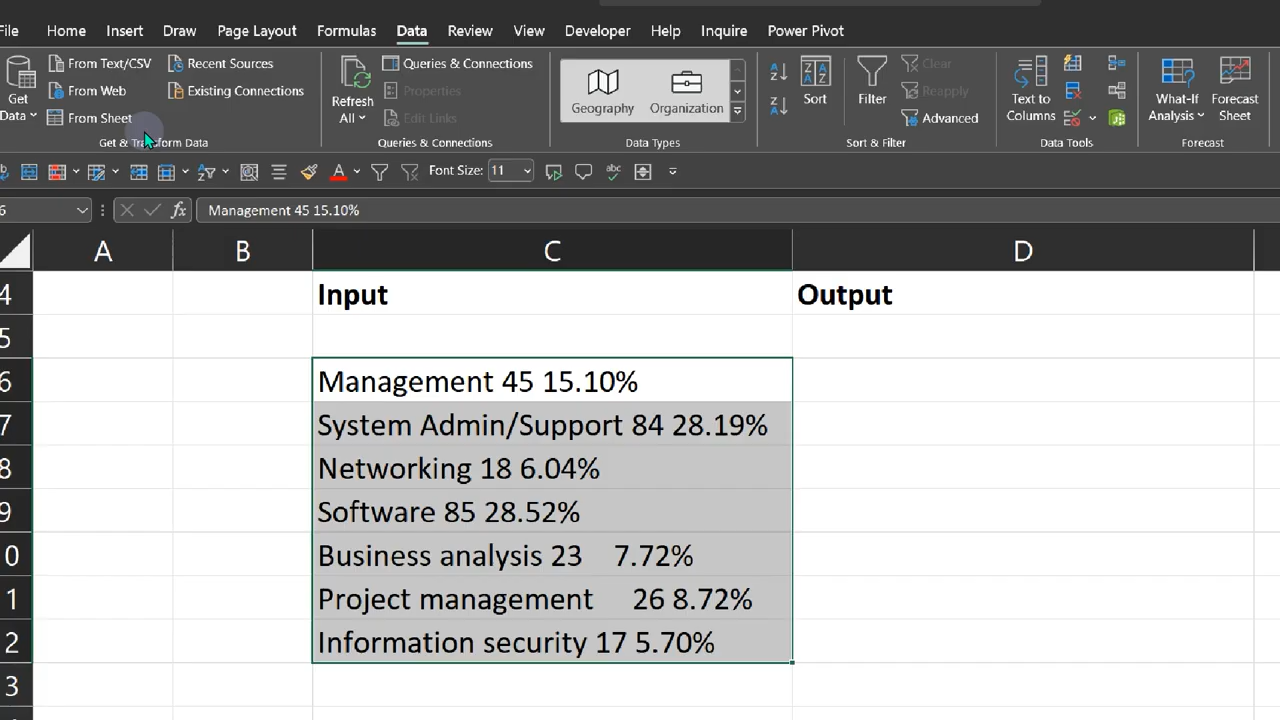 File Home Insert Draw Page Layout Formulas Data Review View Developer Help Inquire Power Pivot
Get Data
From Text/CSV
From Web
From Sheet
Recent Sources
Existing Connections
Get & Transform Data
Refresh All
Queries & Connections
Properties
Edit Links
Queries & Connections
Geography
Organization
Data Types
Sort
Filter
Clear
Reapply
Advanced
Sort & Filter
Text to Columns
Data Tools
What-If Analysis
Forecast Sheet
Forecast
Font Size: 11
6 fx Management 45 15.10%
A B C D
4 Input Output
5
6 Management 45 15.10%
7 System Admin/Support 84 28.19%
8 Networking 18 6.04%
9 Software 85 28.52%
0 Business analysis 23 7.72%
1 Project management 26 8.72%
2 Information security 17 5.70%
3